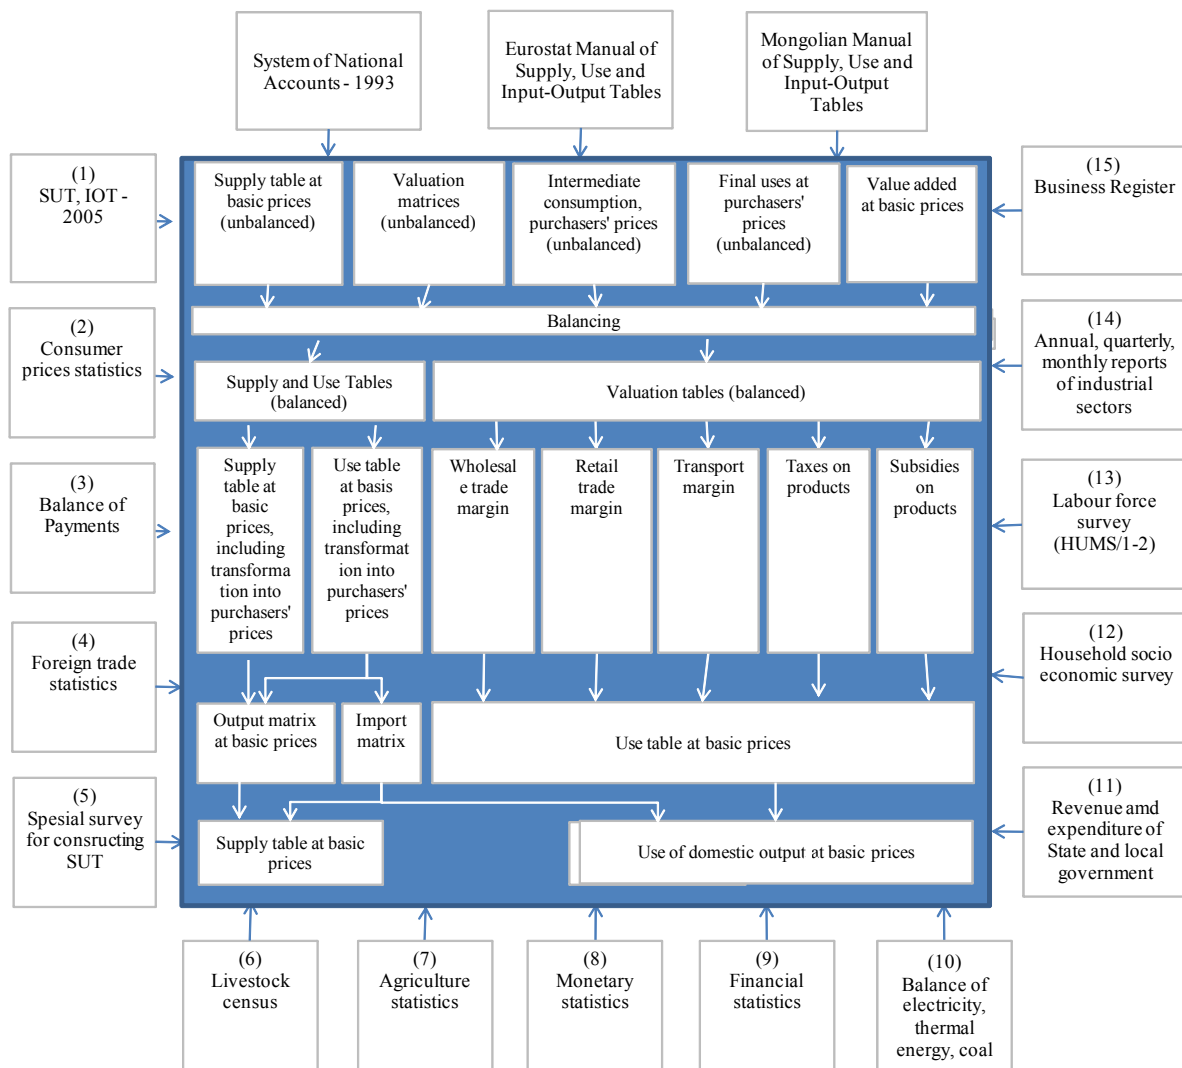 System of National
Accounts - 1993
Eurostat Manual of
Supply, Use and
Input-Output Tables
Mongolian Manual
of Supply, Use and
Input-Output
Tables
(1)
SUT, IOT -
2005
Supply table at
basic prices
(unbalanced)
Valuation
matrices
(unbalanced)
Intermediate
consumption,
purchasers' prices
(unbalanced)
Final uses at
purchasers'
prices
(unbalanced)
Value added
at basic prices
(15)
Business Register
(2)
Consumer
prices statistics
Balancing
(14)
Annual, quarterly,
monthly reports
of industrial
sectors
Supply and Use Tables
(balanced)
Valuation tables (balanced)
(3)
Balance of
Payments
Supply
table at
basic
prices,
including
transforma
tion into
purchasers'
prices
Use table
at basis
prices,
including
transformat
ion into
purchasers'
prices
Wholesal
e trade
margin
Retail
trade
margin
Transport
margin
Taxes on
products
Subsidies
on
products
(13)
Labour force
survey
(HUMS/1-2)
(4)
Foreign trade
statistics
(12)
Household socio
economic survey
Output matrix
at basic prices
Import
matrix
Use table at basic prices
(5)
Spesial survey
for consructing
SUT
(11)
Revenue and
expenditure of
State and local
government
Supply table at basic
prices
Use of domestic output at basic prices
(6)
Livestock
census
(7)
Agriculture
statistics
(8)
Monetary
statistics
(9)
Financial
statistics
(10)
Balance of
electricity,
thermal
energy, coal